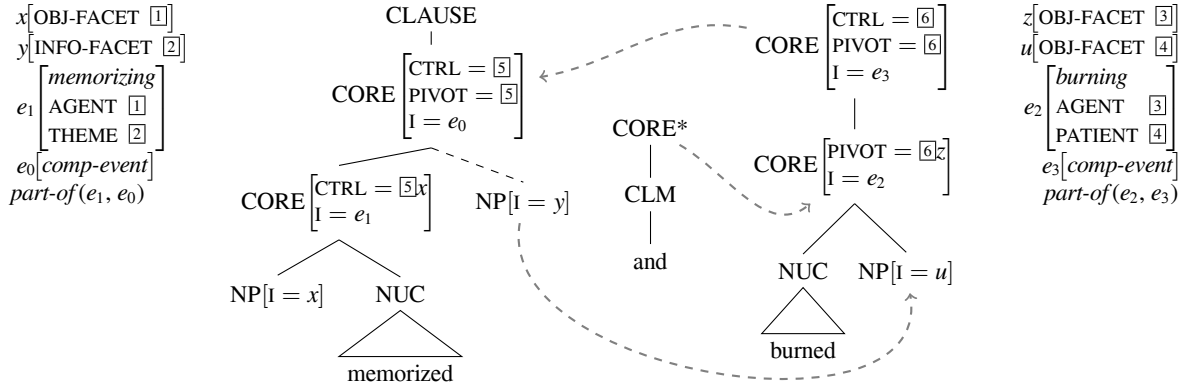 x[OBJ-FACET 1]
y[INFO-FACET 2]
e₁[memorizing
AGENT 1
THEME 2]
e₀[comp-event]
part-of(e₁, e₀)
CLAUSE
CORE[CTRL = 5
PIVOT = 5
I = e₀]
CORE[CTRL = 5x
I = e₁]
NP[I = y]
NP[I = x] NUC
memorized
CORE*
CLM
and
CORE[CTRL = 6
PIVOT = 6
I = e₃]
CORE[PIVOT = 6z
I = e₂]
NUC NP[I = u]
burned
z[OBJ-FACET 3]
u[OBJ-FACET 4]
e₂[burning
AGENT 3
PATIENT 4]
e₃[comp-event]
part-of(e₂, e₃)